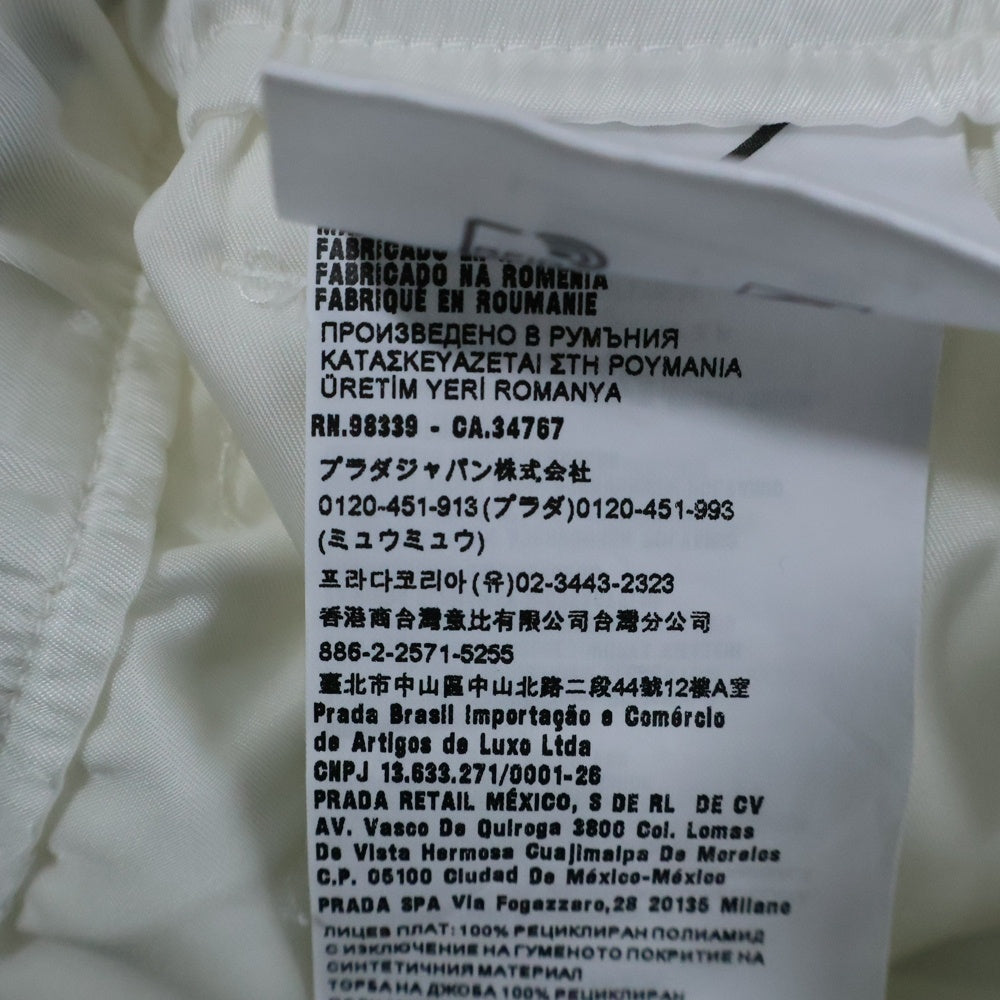 FABRICADO
FABRICADO NA ROMENIA
FABRIQUÉ EN ROUMANIE
ПРОИЗВЕДЕНО В РУМЪНИЯ
ΚΑΤΑΣΚΕΥΑΖΕΤΑΙ ΣΤΗ ΡΟΥΜΑΝΙΑ
ÜRETİM YERİ ROMANYA
RN.98339 - CA.34767
プラダジャパン株式会社
0120-451-913(プラダ)0120-451-993
(ミュウミュウ)
프라다코리아(유)02-3443-2323
香港商台灣意比有限公司台灣分公司
886-2-2571-5255
臺北市中山區中山北路二段44號12樓A室
Prada Brasil Importação e Comércio
de Artigos de Luxo Ltda
CNPJ 13.633.271/0001-26
PRADA RETAIL MÉXICO, S DE RL DE CV
AV. Vasco De Quiroga 3800 Col. Lomas
De Vista Hermosa Cuajimalpa De Morelos
C.P. 05100 Ciudad De México-México
PRADA SPA Via Fogazzaro,28 20135 Milano
ЛИЦЕВ ПЛАТ: 100% РЕЦИКЛИРАН ПОЛИАМИД
С ИЗКЛЮЧЕНИЕ НА ГУМЕНОТО ПОКРИТИЕ НА
СИНТЕТИЧНИЯ МАТЕРИАЛ
ТОРБА НА ДЖОБА 100% РЕЦИКЛИРАН